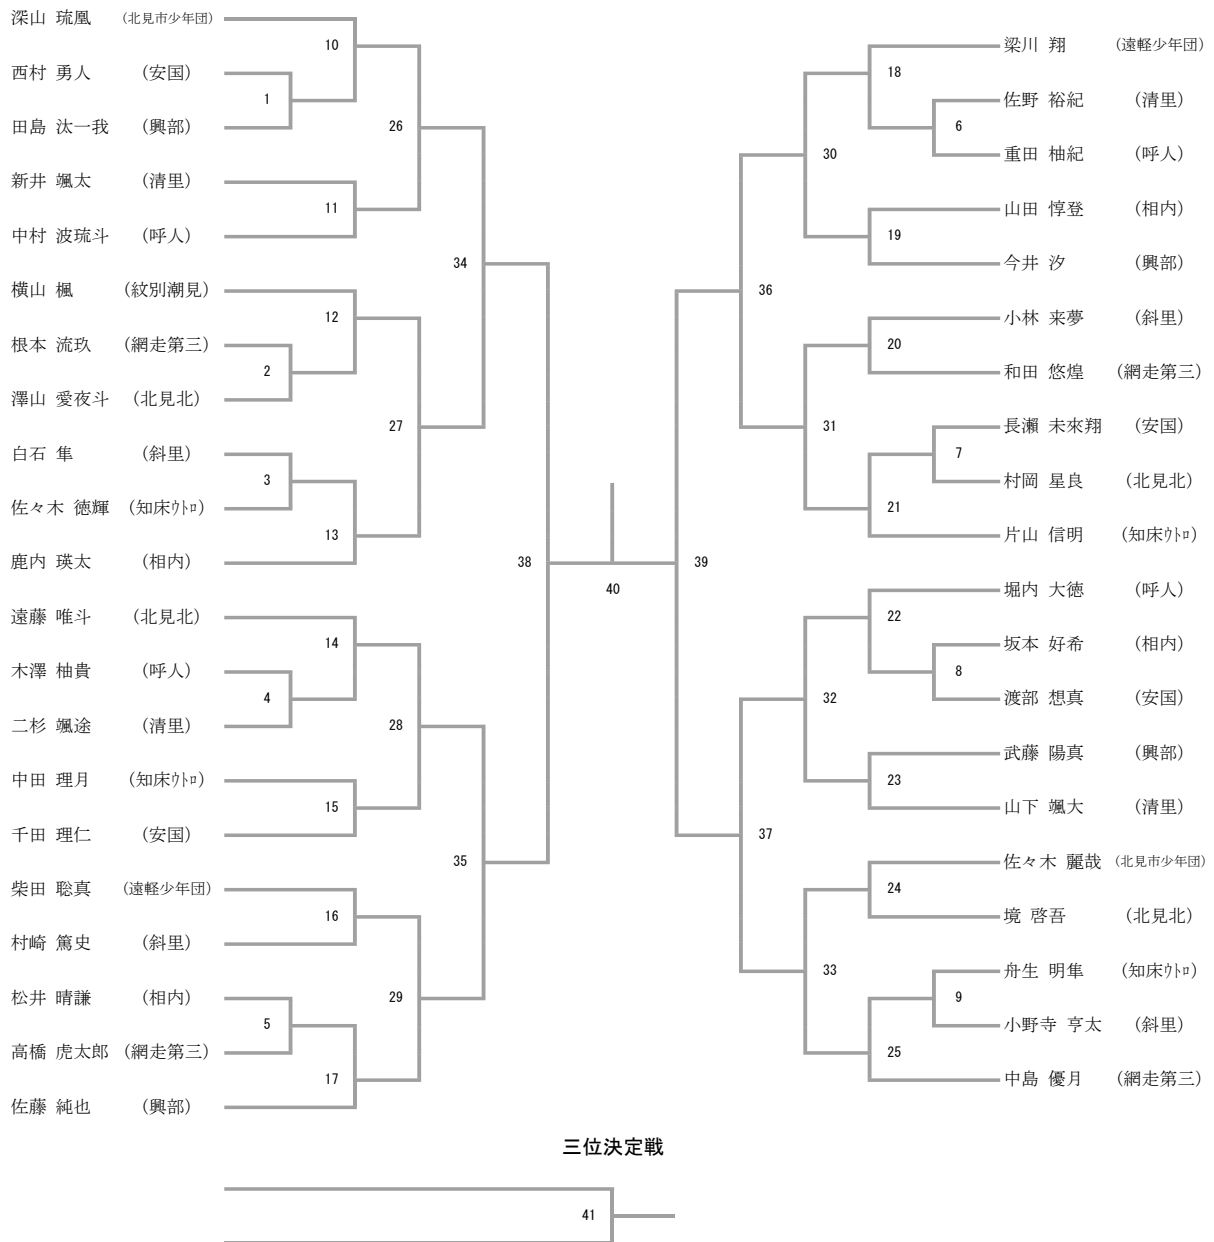 深山 琉凰 (北見市少年団)
10
西村 勇人 (安国)
1
田島 汰一我 (興部)
26
新井 颯太 (清里)
11
中村 波琉斗 (呼人)
34
横山 楓 (紋別潮見)
12
根本 流玖 (網走第三)
2
澤山 愛夜斗 (北見北)
27
白石 隼 (斜里)
3
佐々木 徳輝 (知床ｳﾄﾛ)
13
鹿内 瑛太 (相内)
38
遠藤 唯斗 (北見北)
14
木澤 柚貴 (呼人)
4
二杉 颯途 (清里)
28
中田 理月 (知床ｳﾄﾛ)
15
千田 理仁 (安国)
35
柴田 聡真 (遠軽少年団)
16
村崎 篤史 (斜里)
松井 晴謙 (相内)
29
5
高橋 虎太郎 (網走第三)
17
佐藤 純也 (興部)
40
梁川 翔 (遠軽少年団)
18
佐野 裕紀 (清里)
6
重田 柚紀 (呼人)
30
山田 惇登 (相内)
19
今井 汐 (興部)
36
小林 来夢 (斜里)
20
和田 悠煌 (網走第三)
31
長瀬 未來翔 (安国)
7
村岡 星良 (北見北)
21
片山 信明 (知床ｳﾄﾛ)
39
堀内 大徳 (呼人)
22
坂本 好希 (相内)
8
渡部 想真 (安国)
32
武藤 陽真 (興部)
23
山下 颯大 (清里)
37
佐々木 麗哉 (北見市少年団)
24
境 啓吾 (北見北)
33
舟生 明隼 (知床ｳﾄﾛ)
9
小野寺 亨太 (斜里)
25
中島 優月 (網走第三)
三位決定戦
41